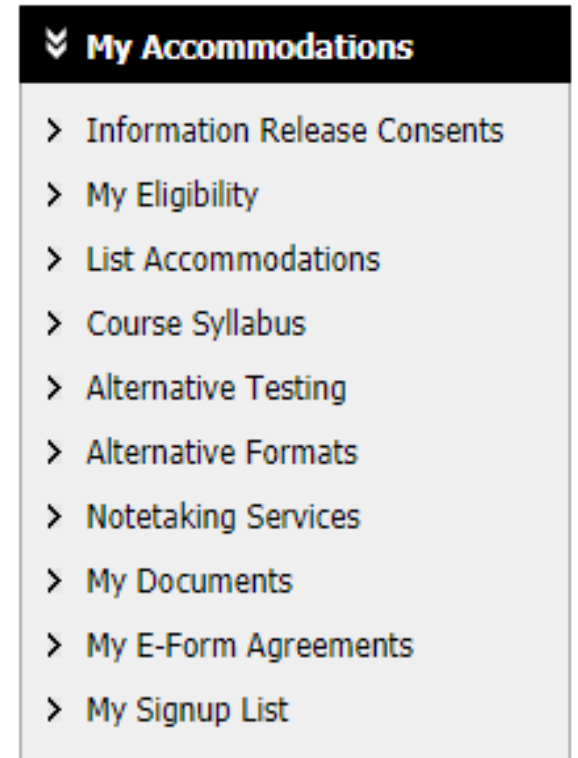 My Accommodations
Information Release Consents
My Eligibility
List Accommodations
Course Syllabus
Alternative Testing
Alternative Formats
Notetaking Services
My Documents
My E-Form Agreements
My Signup List